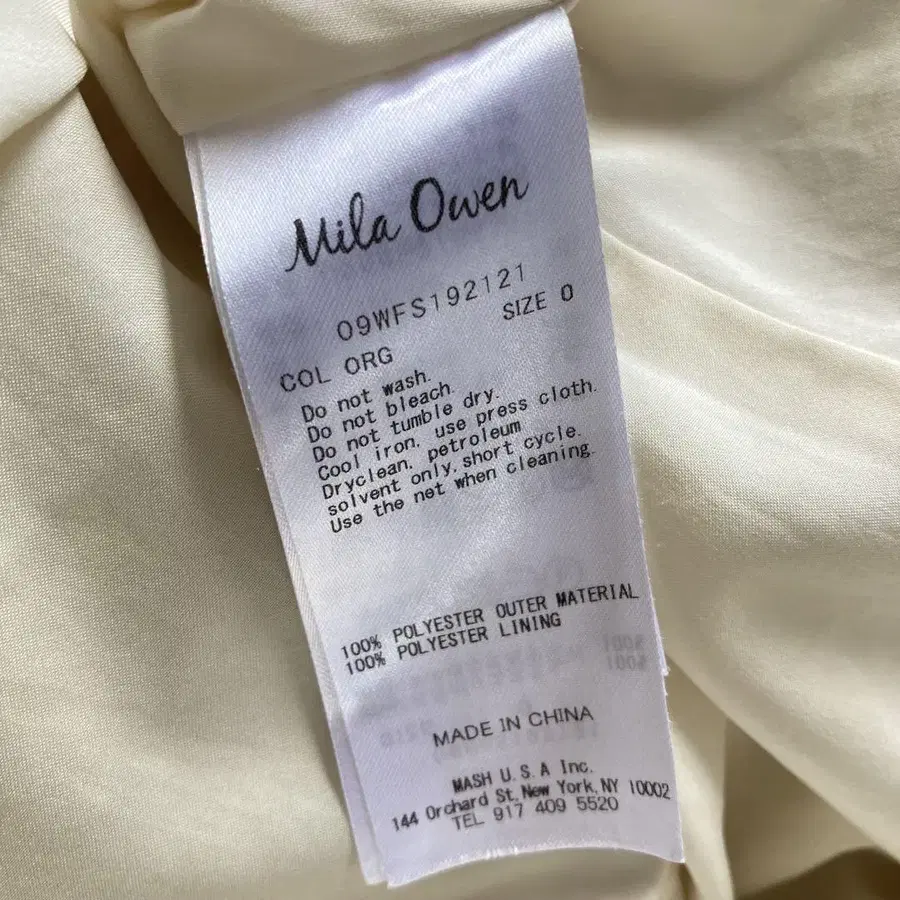 Mila Owen
09WFS192121
SIZE 0
COL ORG
Do not wash.
Do not bleach.
Do not tumble dry.
Cool iron. use press cloth.
Dryclean. petroleum
solvent only. short cycle.
Use the net when cleaning.
100% POLYESTER OUTER MATERIAL
100% POLYESTER LINING
MADE IN CHINA
MASH U.S.A Inc.
144 Orchard St. New York, NY 10002
TEL 917 409 5520